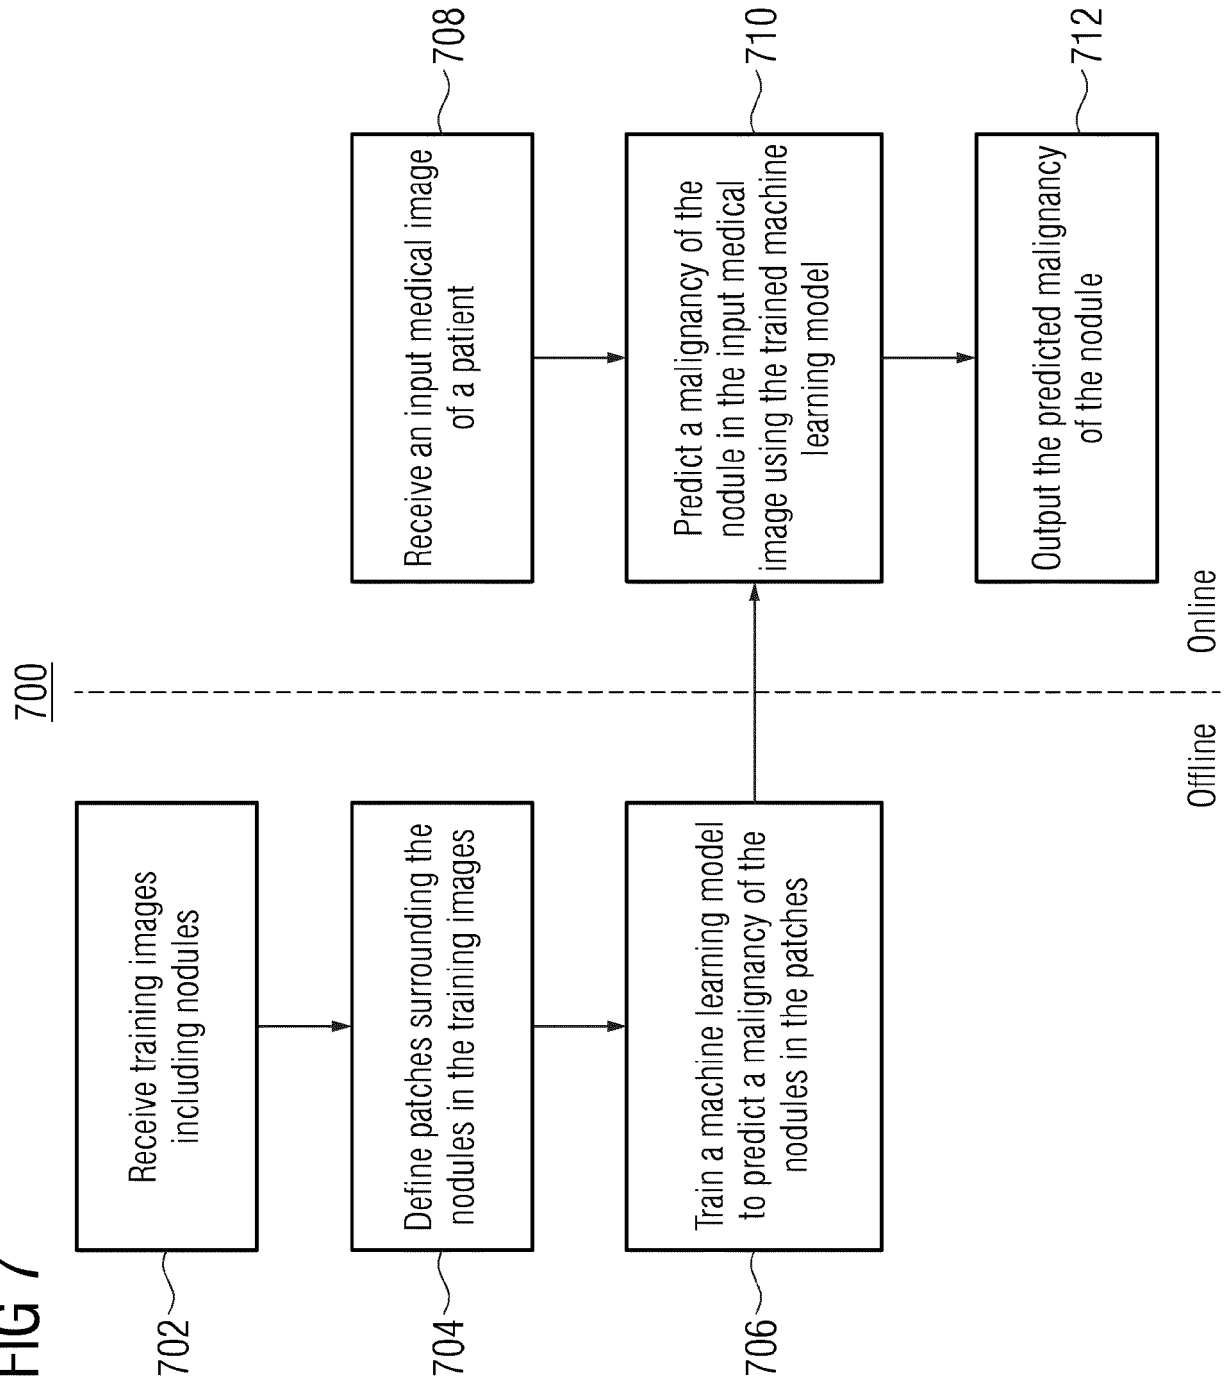 FIG 7
700
Receive training images
including nodules
702
Define patches surrounding the
nodules in the training images
704
Train a machine learning model
to predict a malignancy of the
nodules in the patches
706
Receive an input medical image
of a patient
708
Predict a malignancy of the
nodule in the input medical
image using the trained machine
learning model
710
Output the predicted malignancy
of the nodule
712
Offline
Online